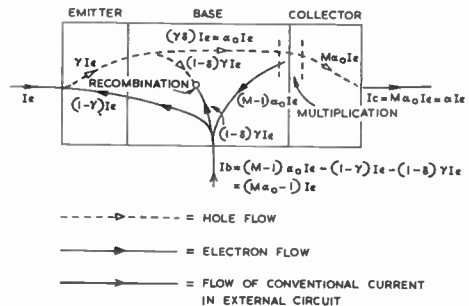 EMITTER BASE COLLECTOR
(γδ) Ie = α₀Ie
γIe
(1-δ)γIe
Mα₀Ie
RECOMBINATION
(M-1)α₀Ie
Ie
(1-γ)Ie
MULTIPLICATION
Ic = Mα₀Ie = αIe
(1-δ)γIe
Ib = (M-1) α₀Ie - (1-γ)Ie - (1-δ) γIe
= (Mα₀-1) Ie
= HOLE FLOW
= ELECTRON FLOW
= FLOW OF CONVENTIONAL CURRENT
IN EXTERNAL CIRCUIT